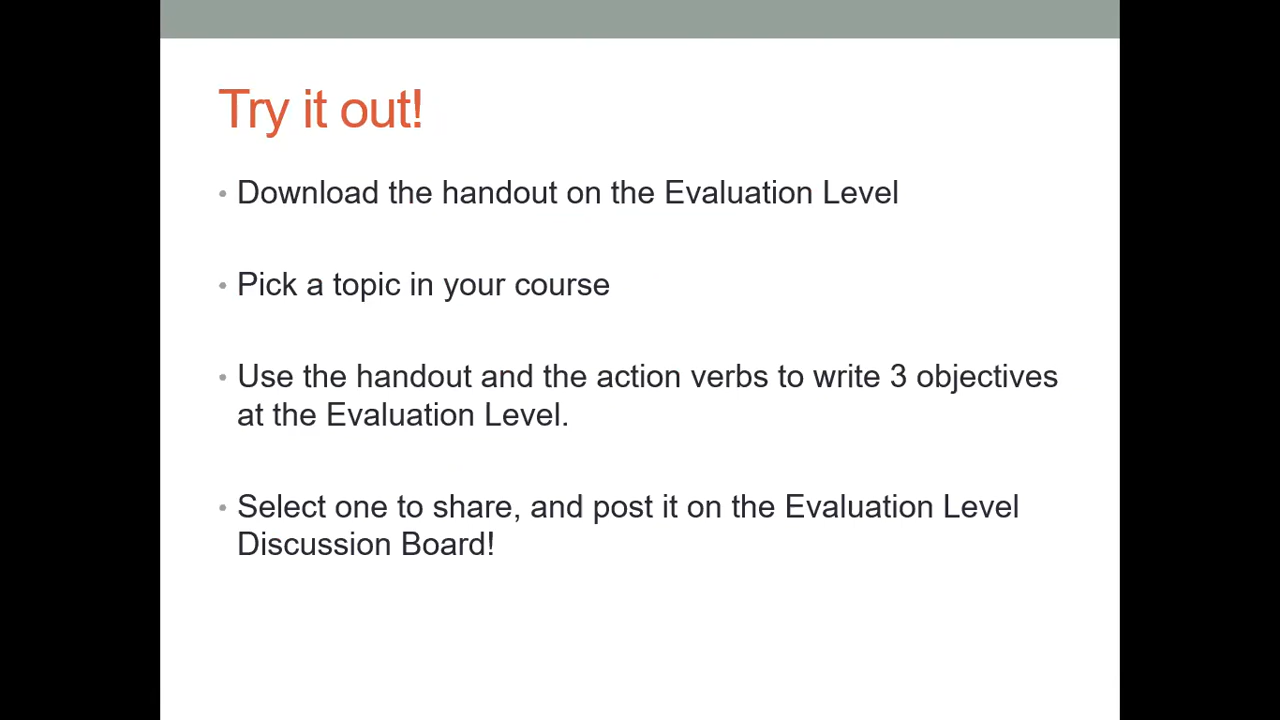 Try it out!
• Download the handout on the Evaluation Level
• Pick a topic in your course
• Use the handout and the action verbs to write 3 objectives
at the Evaluation Level.
• Select one to share, and post it on the Evaluation Level
Discussion Board!